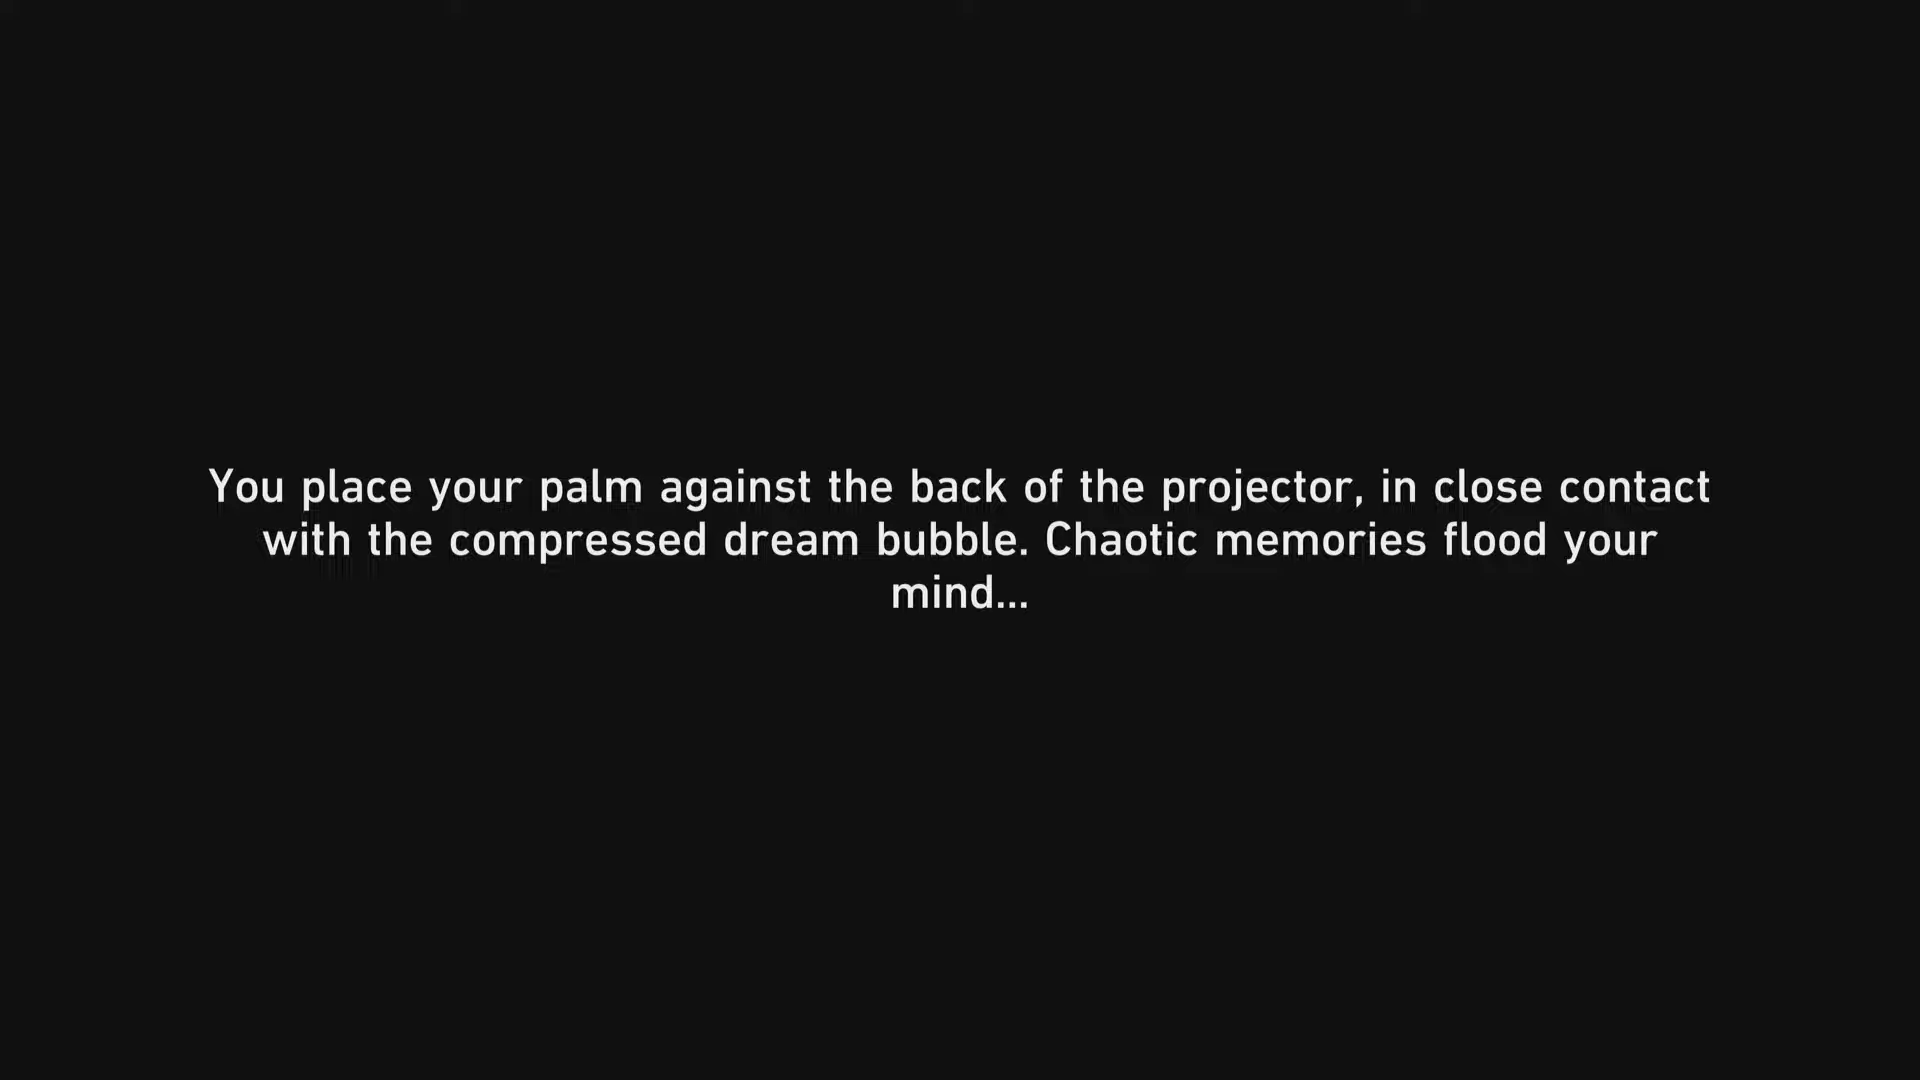 You place your palm against the back of the projector, in close contact
with the compressed dream bubble. Chaotic memories flood your
mind...